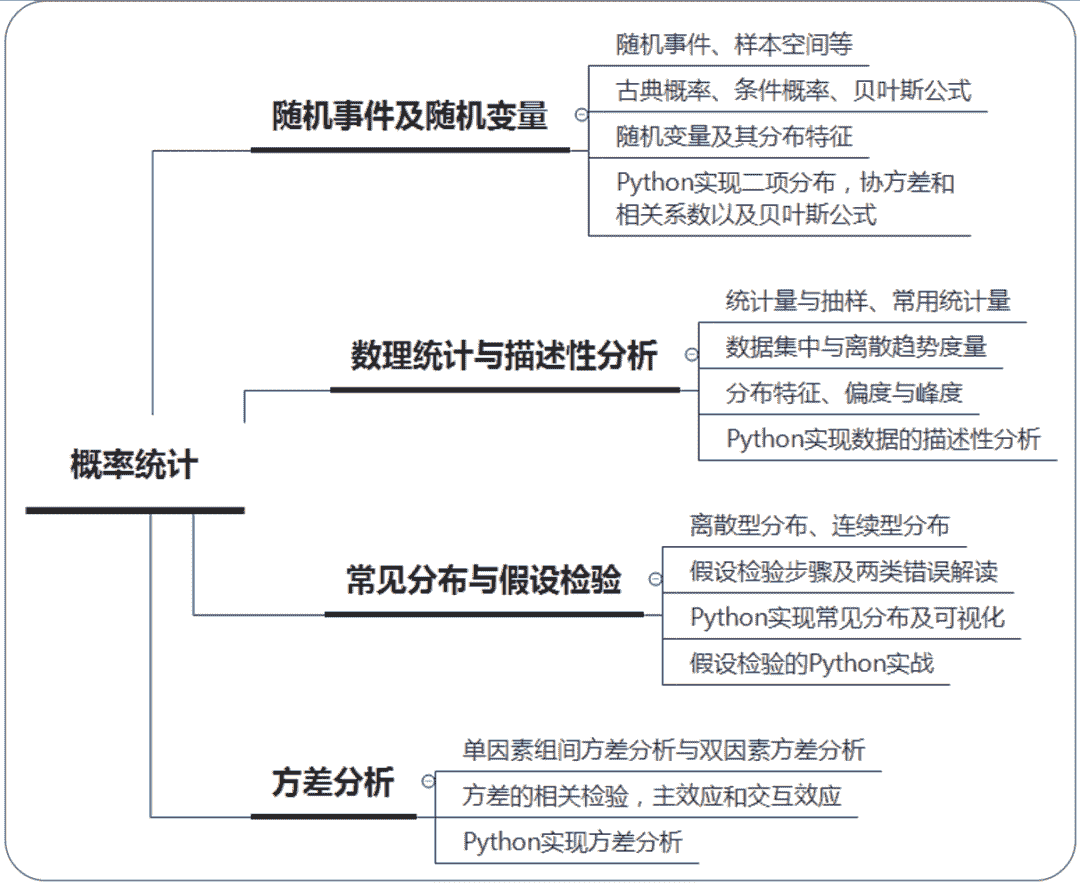 概率统计
随机事件及随机变量
随机事件、样本空间等
古典概率、条件概率、贝叶斯公式
随机变量及其分布特征
Python实现二项分布，协方差和
相关系数以及贝叶斯公式
数理统计与描述性分析
统计量与抽样、常用统计量
数据集中与离散趋势度量
分布特征、偏度与峰度
Python实现数据的描述性分析
常见分布与假设检验
离散型分布、连续型分布
假设检验步骤及两类错误解读
Python实现常见分布及可视化
假设检验的Python实战
方差分析
单因素组间方差分析与双因素方差分析
方差的相关检验，主效应和交互效应
Python实现方差分析